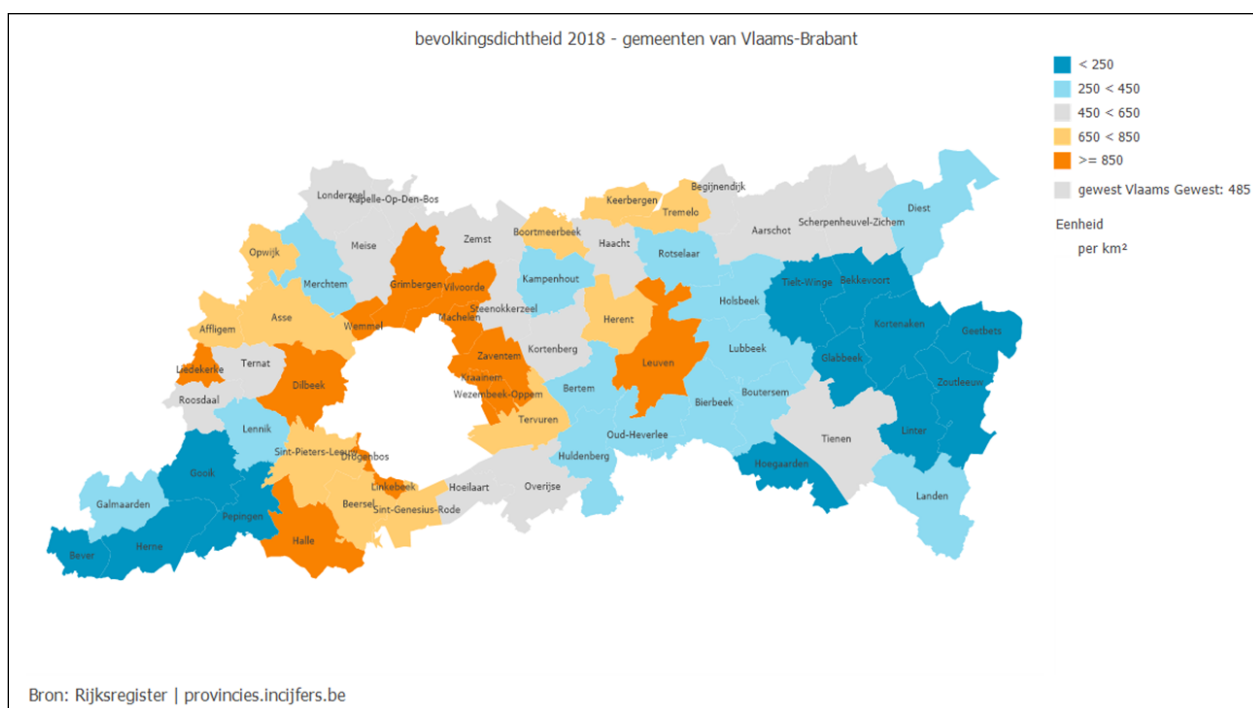 bevolkingsdichtheid 2018 - gemeenten van Vlaams-Brabant
< 250
250 < 450
450 < 650
650 < 850
>= 850
gewest Vlaams Gewest: 485
Eenheid
per km²
Londerzeel
Kapelle-Op-Den-Bos
Meise
Zemst
Boortmeerbeek
Keerbergen
Tremelo
Begijnendijk
Haacht
Aarschot
Scherpenheuvel-Zichem
Diest
Opwijk
Merchtem
Grimbergen
Vilvoorde
Kampenhout
Rotselaar
Holsbeek
Tielt-Winge
Bekkevoort
Affligem
Asse
Wemmel
Machelen
Steenokkerzeel
Herent
Kortenaken
Geetbets
Liedekerke
Ternat
Dilbeek
Zaventem
Kortenberg
Leuven
Lubbeek
Glabbeek
Zoutleeuw
Roosdaal
Kraainem
Wezembeek-Oppem
Bertem
Bierbeek
Boutersem
Lennik
Tervuren
Oud-Heverlee
Tienen
Linter
Sint-Pieters-Leeuw
Drogenbos
Huldenberg
Hoegaarden
Gooik
Linkebeek
Hoeilaart
Overijse
Landen
Galmaarden
Pepingen
Beersel
Sint-Genesius-Rode
Bever
Herne
Halle
Bron: Rijksregister | provincies.incijfers.be